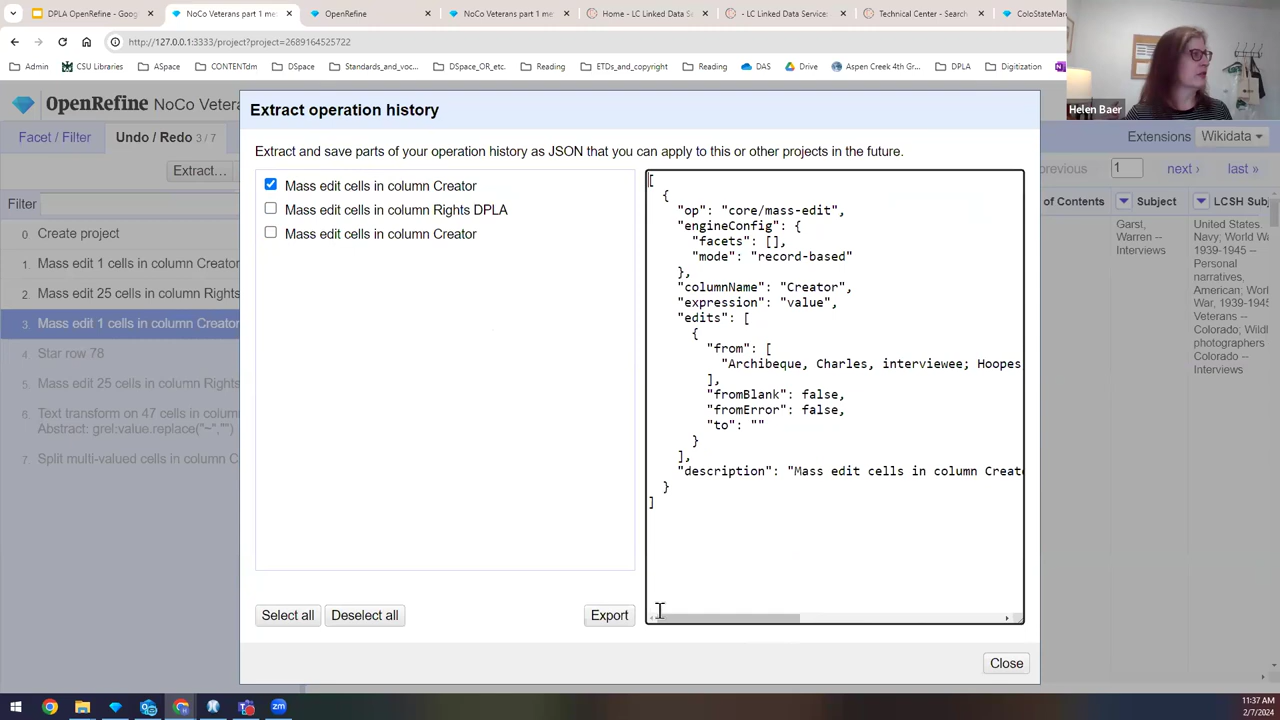 DPLA OpenRefine - Goog
NoCo Veterans part 1 me
OpenRefine
NoCo Veterans part 1 me
Home - LC Linked Data Se
- LC Linked Data Service
Technical Center - Search
ColoStateMar
127.0.0.1:3333/project?project=2689164525722
Admin
CSU Libraries
ASpace
CONTENTdm
DSpace
Standards_and_voc...
DSpace_OR_etc.
Reading
ETDs_and_copyright
Reading
DAS
Drive
Aspen Creek 4th Gr...
DPLA
Digitization
Helen Baer
OpenRefine NoCo Vetera
Facet / Filter
Undo / Redo 3 / 7
Extract...
Filter
0 Create project
1. Mass edit 1 cells in column Creator
2. Mass edit 25 cells in column Rights
3. Mass edit 1 cells in column Creator
4. Star row 78
5. Mass edit 25 cells in column Rights
6. Text transform on 47 cells in colum
Abstract: grel:value.replace("~","")
7. Split multi-valued cells in column C
Extract operation history
Extract and save parts of your operation history as JSON that you can apply to this or other projects in the future.
Mass edit cells in column Creator
Mass edit cells in column Rights DPLA
Mass edit cells in column Creator
[
{
"op": "core/mass-edit",
"engineConfig": {
"facets": [],
"mode": "record-based"
},
"columnName": "Creator",
"expression": "value",
"edits": [
{
"from": [
"Archibeque, Charles, interviewee; Hoopes
],
"fromBlank": false,
"fromError": false,
"to": ""
}
],
"description": "Mass edit cells in column Creato
}
]
Select all
Deselect all
Export
Close
Extensions
Wikidata
revious
1
next ›
last »
of Contents
Subject
LCSH Subj
Garst,
Warren --
Interviews
United States.
Navy; World Wa
1939-1945 --
Personal
narratives,
American; Worl
War, 1939-1945
Veterans --
Colorado; Wildl
photographers
Colorado --
Interviews
11:37 AM
2/7/2024